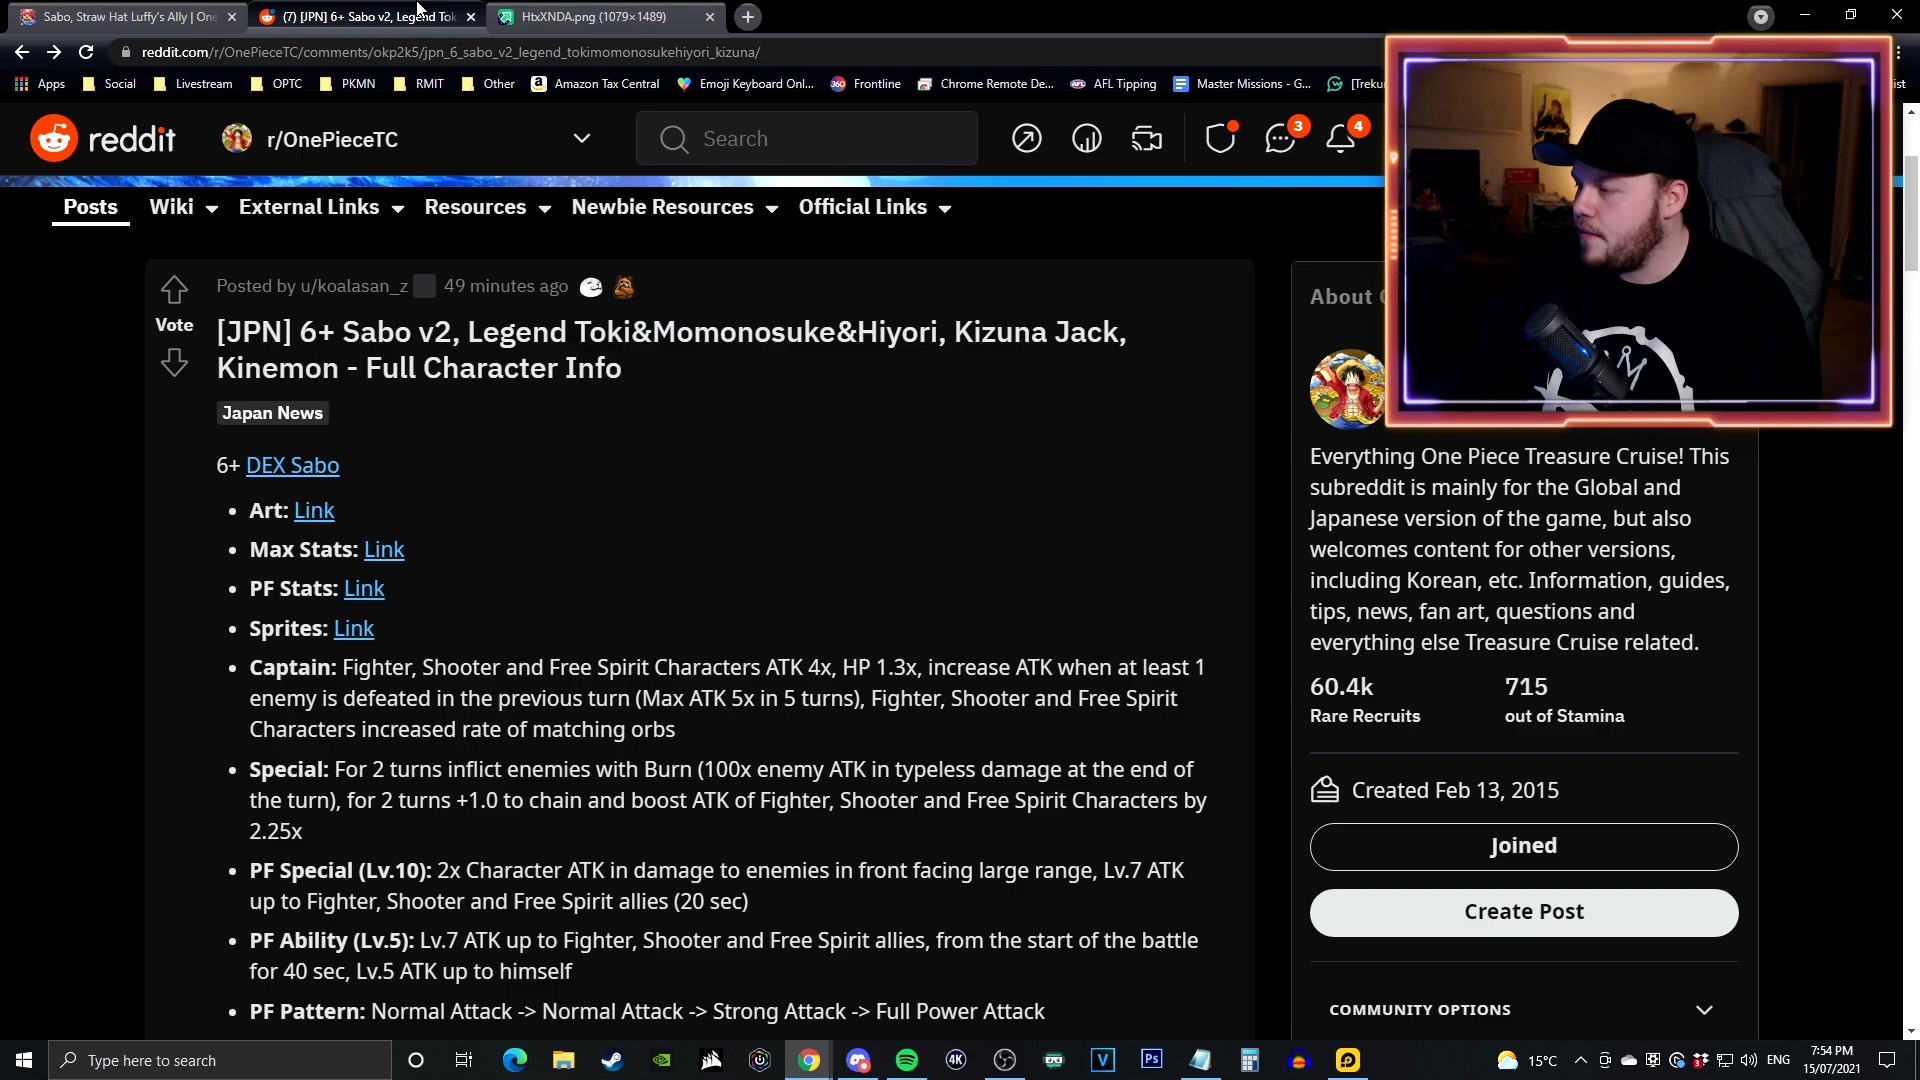 Sabo, Straw Hat Luffy's Ally | One
(7) [JPN] 6+ Sabo v2, Legend Tok
HtxXNDA.png (1079×1489)
reddit.com/r/OnePieceTC/comments/okp2k5/jpn_6_sabo_v2_legend_tokimomonosukehiyori_kizuna/
Apps
Social
Livestream
OPTC
PKMN
RMIT
Other
Amazon Tax Central
Emoji Keyboard Onl...
Frontline
Chrome Remote De...
AFL Tipping
Master Missions - G...
ist
reddit
r/OnePieceTC
Search
3
4
Posts
Wiki
External Links
Resources
Newbie Resources
Official Links
Posted by u/koalasan_z
49 minutes ago
Vote
[JPN] 6+ Sabo v2, Legend Toki&Momonosuke&Hiyori, Kizuna Jack,
Kinemon - Full Character Info
Japan News
6+ DEX Sabo
• Art: Link
• Max Stats: Link
• PF Stats: Link
• Sprites: Link
• Captain: Fighter, Shooter and Free Spirit Characters ATK 4x, HP 1.3x, increase ATK when at least 1
enemy is defeated in the previous turn (Max ATK 5x in 5 turns), Fighter, Shooter and Free Spirit
Characters increased rate of matching orbs
• Special: For 2 turns inflict enemies with Burn (100x enemy ATK in typeless damage at the end of
the turn), for 2 turns +1.0 to chain and boost ATK of Fighter, Shooter and Free Spirit Characters by
2.25x
• PF Special (Lv.10): 2x Character ATK in damage to enemies in front facing large range, Lv.7 ATK
up to Fighter, Shooter and Free Spirit allies (20 sec)
• PF Ability (Lv.5): Lv.7 ATK up to Fighter, Shooter and Free Spirit allies, from the start of the battle
for 40 sec, Lv.5 ATK up to himself
• PF Pattern: Normal Attack -> Normal Attack -> Strong Attack -> Full Power Attack
About
Everything One Piece Treasure Cruise! This
subreddit is mainly for the Global and
Japanese version of the game, but also
welcomes content for other versions,
including Korean, etc. Information, guides,
tips, news, fan art, questions and
everything else Treasure Cruise related.
60.4k
Rare Recruits
715
out of Stamina
Created Feb 13, 2015
Joined
Create Post
COMMUNITY OPTIONS
Type here to search
4K
V
Ps
15°C
ENG
7:54 PM
15/07/2021